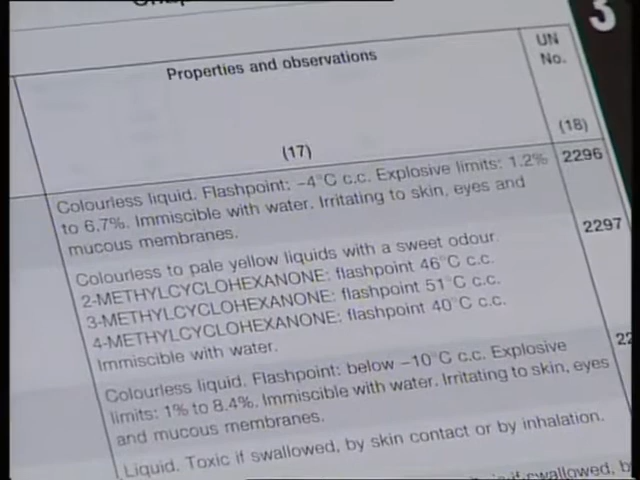 3
Properties and observations
UN
No.
(17)
(18)
Colourless liquid. Flashpoint: –4°C c.c. Explosive limits: 1.2%
2296
to 6.7%. Immiscible with water. Irritating to skin, eyes and
mucous membranes.
Colourless to pale yellow liquids with a sweet odour.
2297
2-METHYLCYCLOHEXANONE: flashpoint 46°C c.c.
3-METHYLCYCLOHEXANONE: flashpoint 51°C c.c.
4-METHYLCYCLOHEXANONE: flashpoint 40°C c.c.
Immiscible with water.
Colourless liquid. Flashpoint: below –10°C c.c. Explosive
22
limits: 1% to 8.4%. Immiscible with water. Irritating to skin, eyes
and mucous membranes.
Liquid. Toxic if swallowed, by skin contact or by inhalation.
if swallowed, b